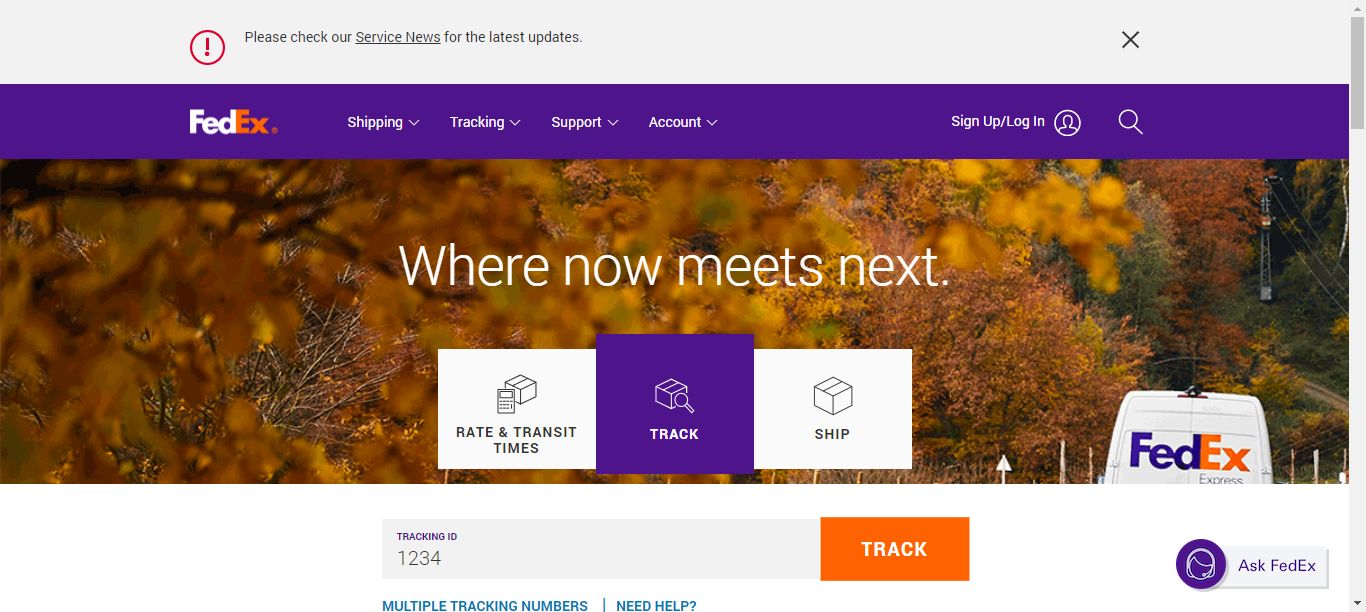 Please check our Service News for the latest updates.
FedEx®
Shipping
Tracking
Support
Account
Sign Up/Log In
Where now meets next.
RATE & TRANSIT
TIMES
TRACK
SHIP
FedEx
Express
TRACKING ID
1234
TRACK
Ask FedEx
MULTIPLE TRACKING NUMBERS | NEED HELP?